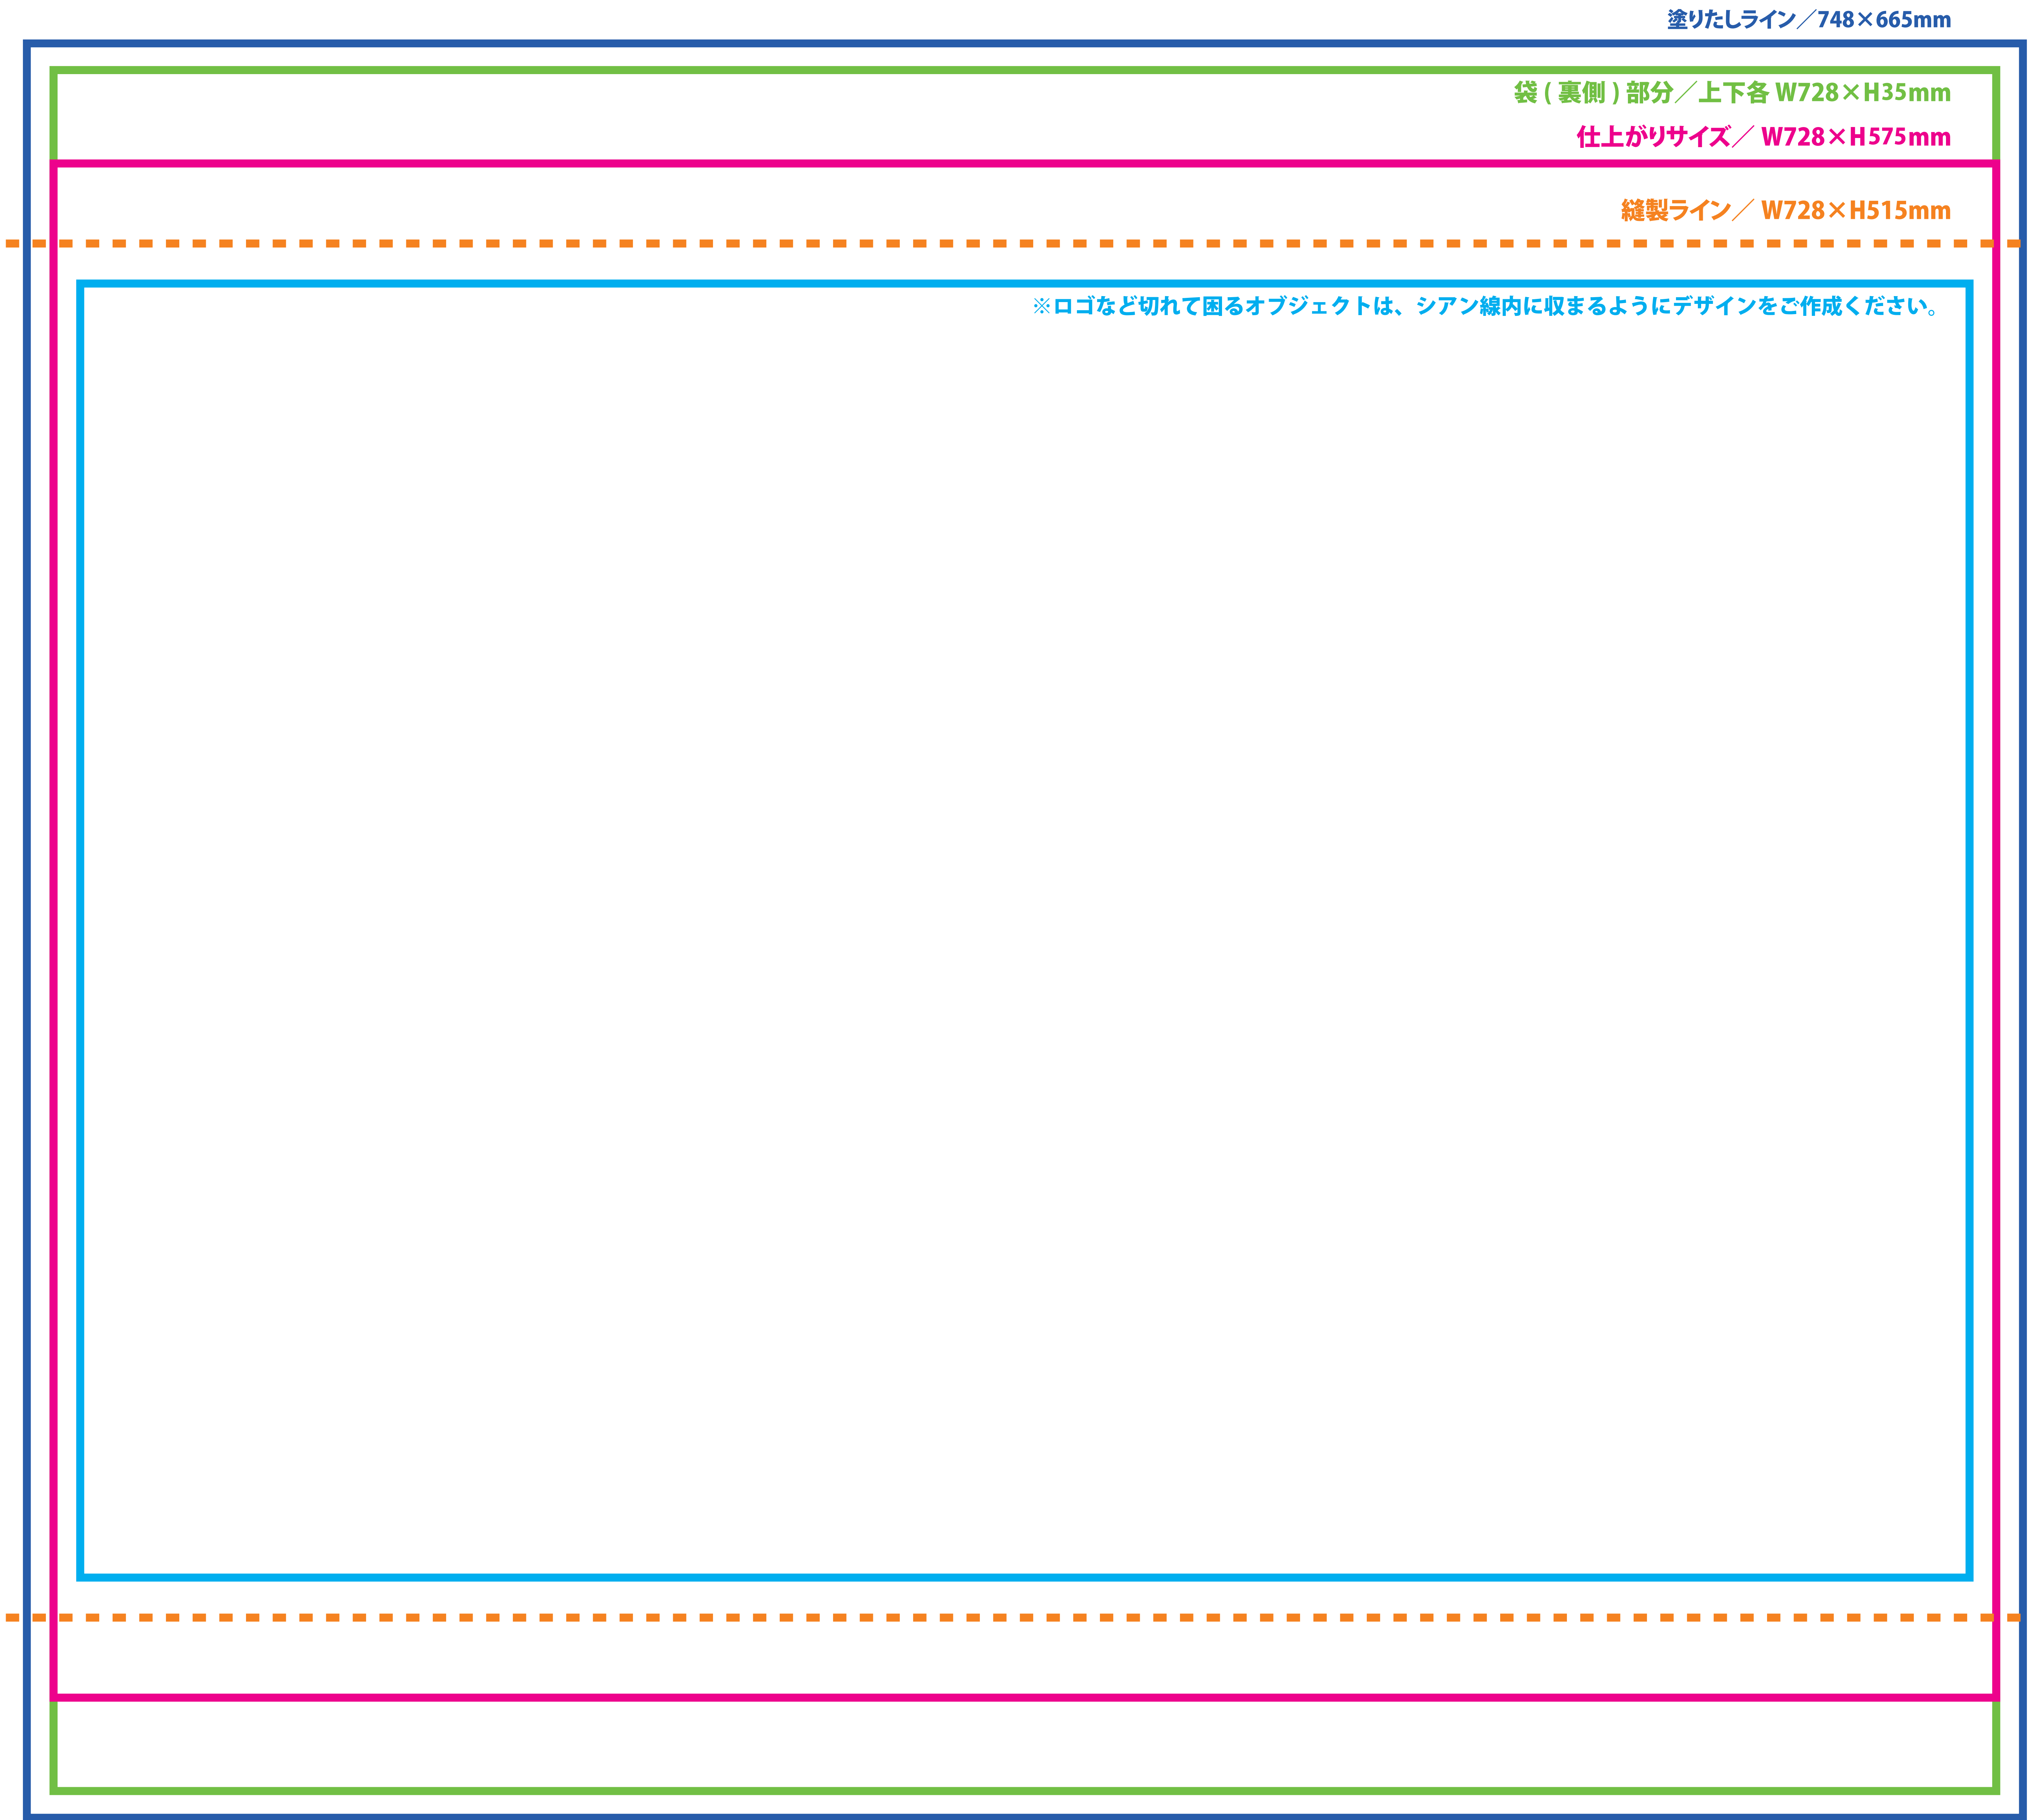 塗りたしライン／748×665mm
袋(裏側)部分／上下各 W728×H35mm
仕上がりサイズ／ W728×H575mm
縫製ライン／ W728×H515mm
※ロゴなど切れて困るオブジェクトは、シアン線内に収まるようにデザインをご作成ください。